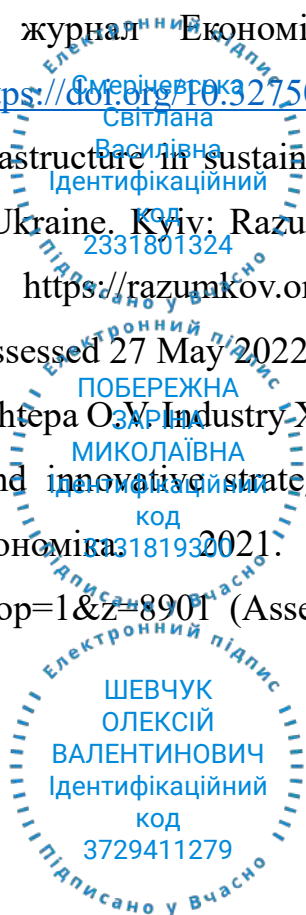 журнал Економі
ps://doi.org/10.32750
astructure in sustain
Ukraine. Kyiv: Razu
https://razumkov.or
ssessed 27 May 2022
htepa O.V. Industry X
nd innovative strate
ономіка. 2021.
op=1&z=8901 (Asse
Електронний підпис
Смерічевська
Світлана
Василівна
Ідентифікаційний
код
2331801324
Підписано у Вчасно
Електронний підпис
ПОБЕРЕЖНА
ЗАРІНА
МИКОЛАЇВНА
Ідентифікаційний
код
3131819300
Підписано у Вчасно
Електронний підпис
ШЕВЧУК
ОЛЕКСІЙ
ВАЛЕНТИНОВИЧ
Ідентифікаційний
код
3729411279
Підписано у Вчасно